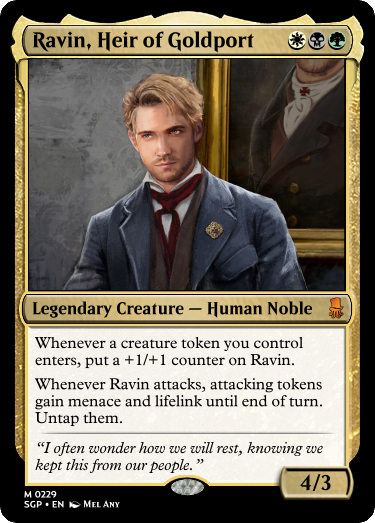 Ravin, Heir of Goldport
Legendary Creature — Human Noble
Whenever a creature token you control
enters, put a +1/+1 counter on Ravin.
Whenever Ravin attacks, attacking tokens
gain menace and lifelink until end of turn.
Untap them.
“I often wonder how we will rest, knowing we
kept this from our people.”
4/3
M 0229
SGP • EN Mel Any